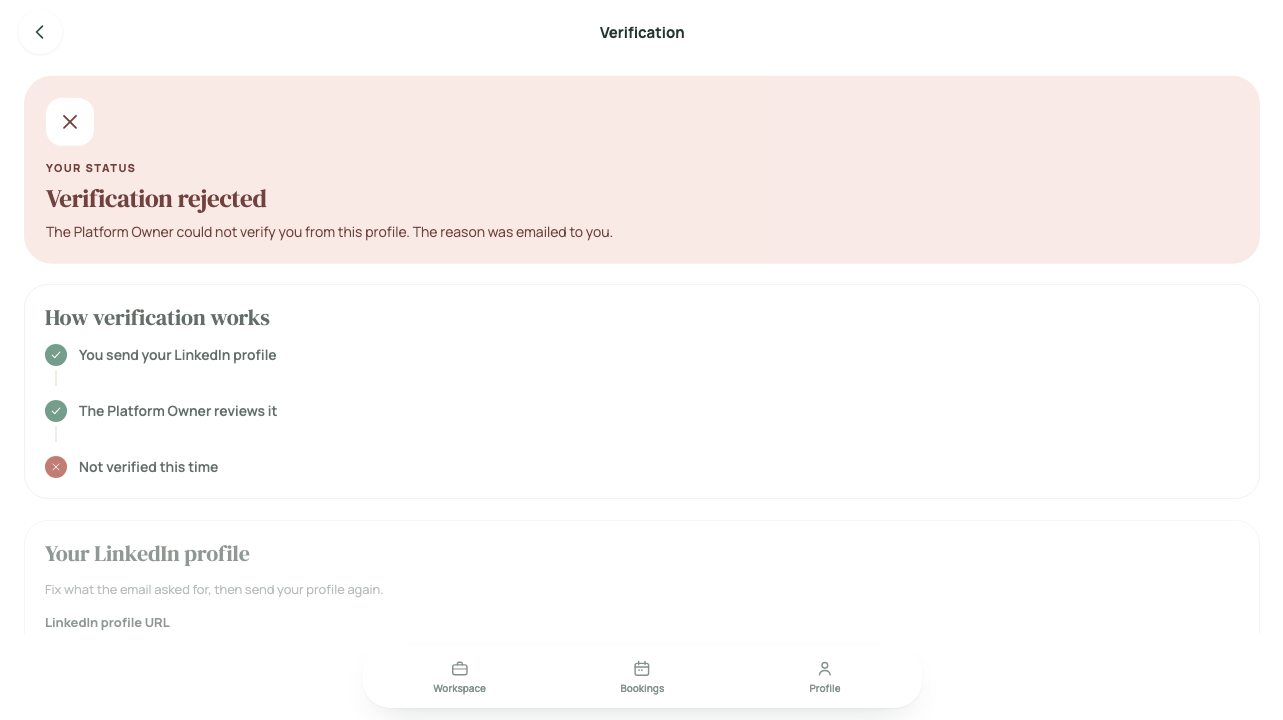 Verification
YOUR STATUS
Verification rejected
The Platform Owner could not verify you from this profile. The reason was emailed to you.
How verification works
You send your LinkedIn profile
The Platform Owner reviews it
Not verified this time
Your LinkedIn profile
Fix what the email asked for, then send your profile again.
LinkedIn profile URL
Workspace
Bookings
Profile